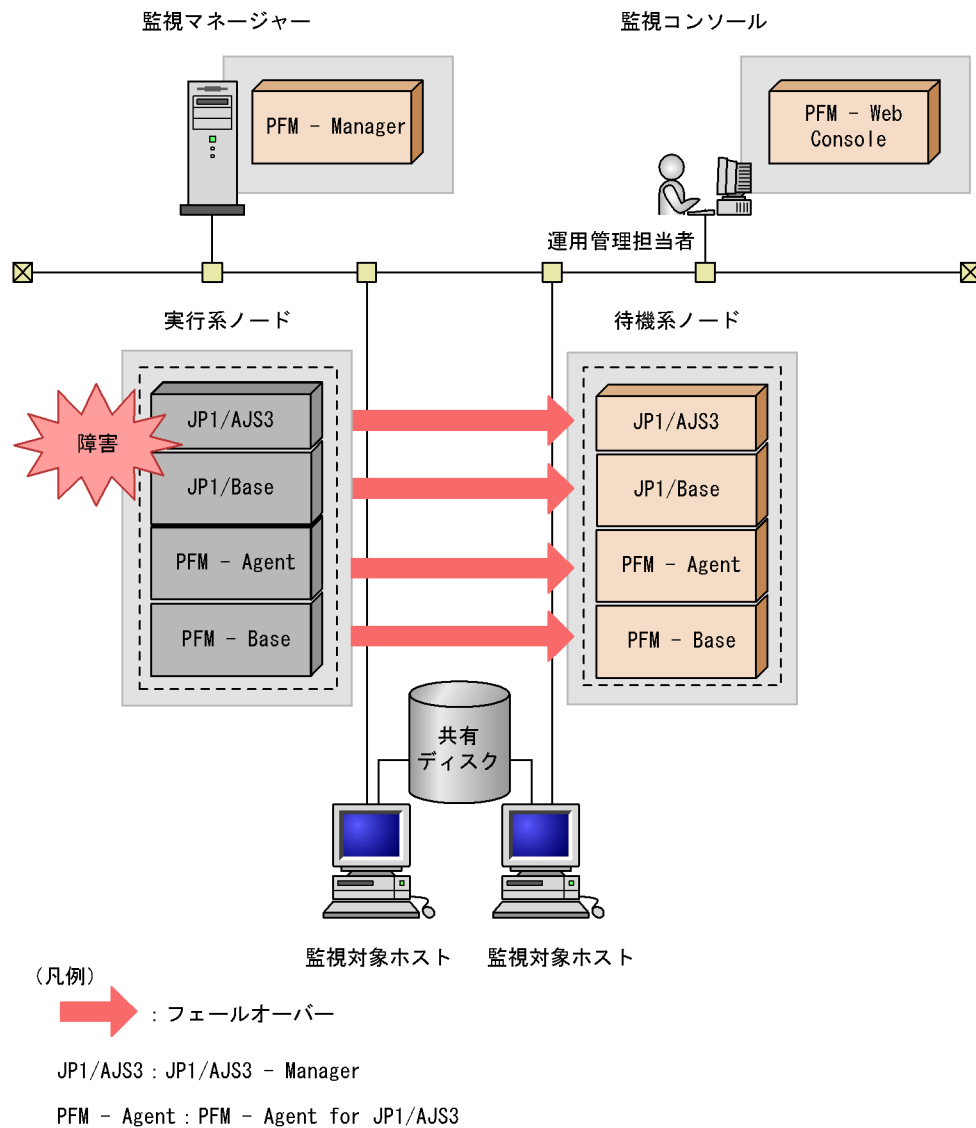 監視マネージャー
監視コンソール
PFM - Manager
PFM - Web
Console
運用管理担当者
実行系ノード
待機系ノード
障害
JP1/AJS3
JP1/Base
PFM - Agent
PFM - Base
JP1/AJS3
JP1/Base
PFM - Agent
PFM - Base
共有
ディスク
監視対象ホスト
監視対象ホスト
(凡例)
：フェールオーバー
JP1/AJS3：JP1/AJS3 - Manager
PFM - Agent：PFM - Agent for JP1/AJS3